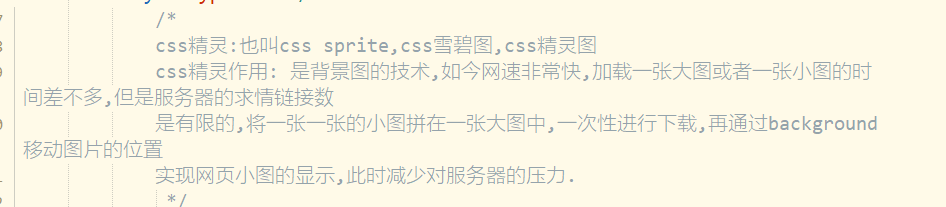 /*
css精灵:也叫css sprite,css雪碧图,css精灵图
css精灵作用: 是背景图的技术,如今网速非常快,加载一张大图或者一张小图的时
间差不多,但是服务器的求情链接数
是有限的,将一张一张的小图拼在一张大图中,一次性进行下载,再通过background
移动图片的位置
实现网页小图的显示,此时减少对服务器的压力.
*/